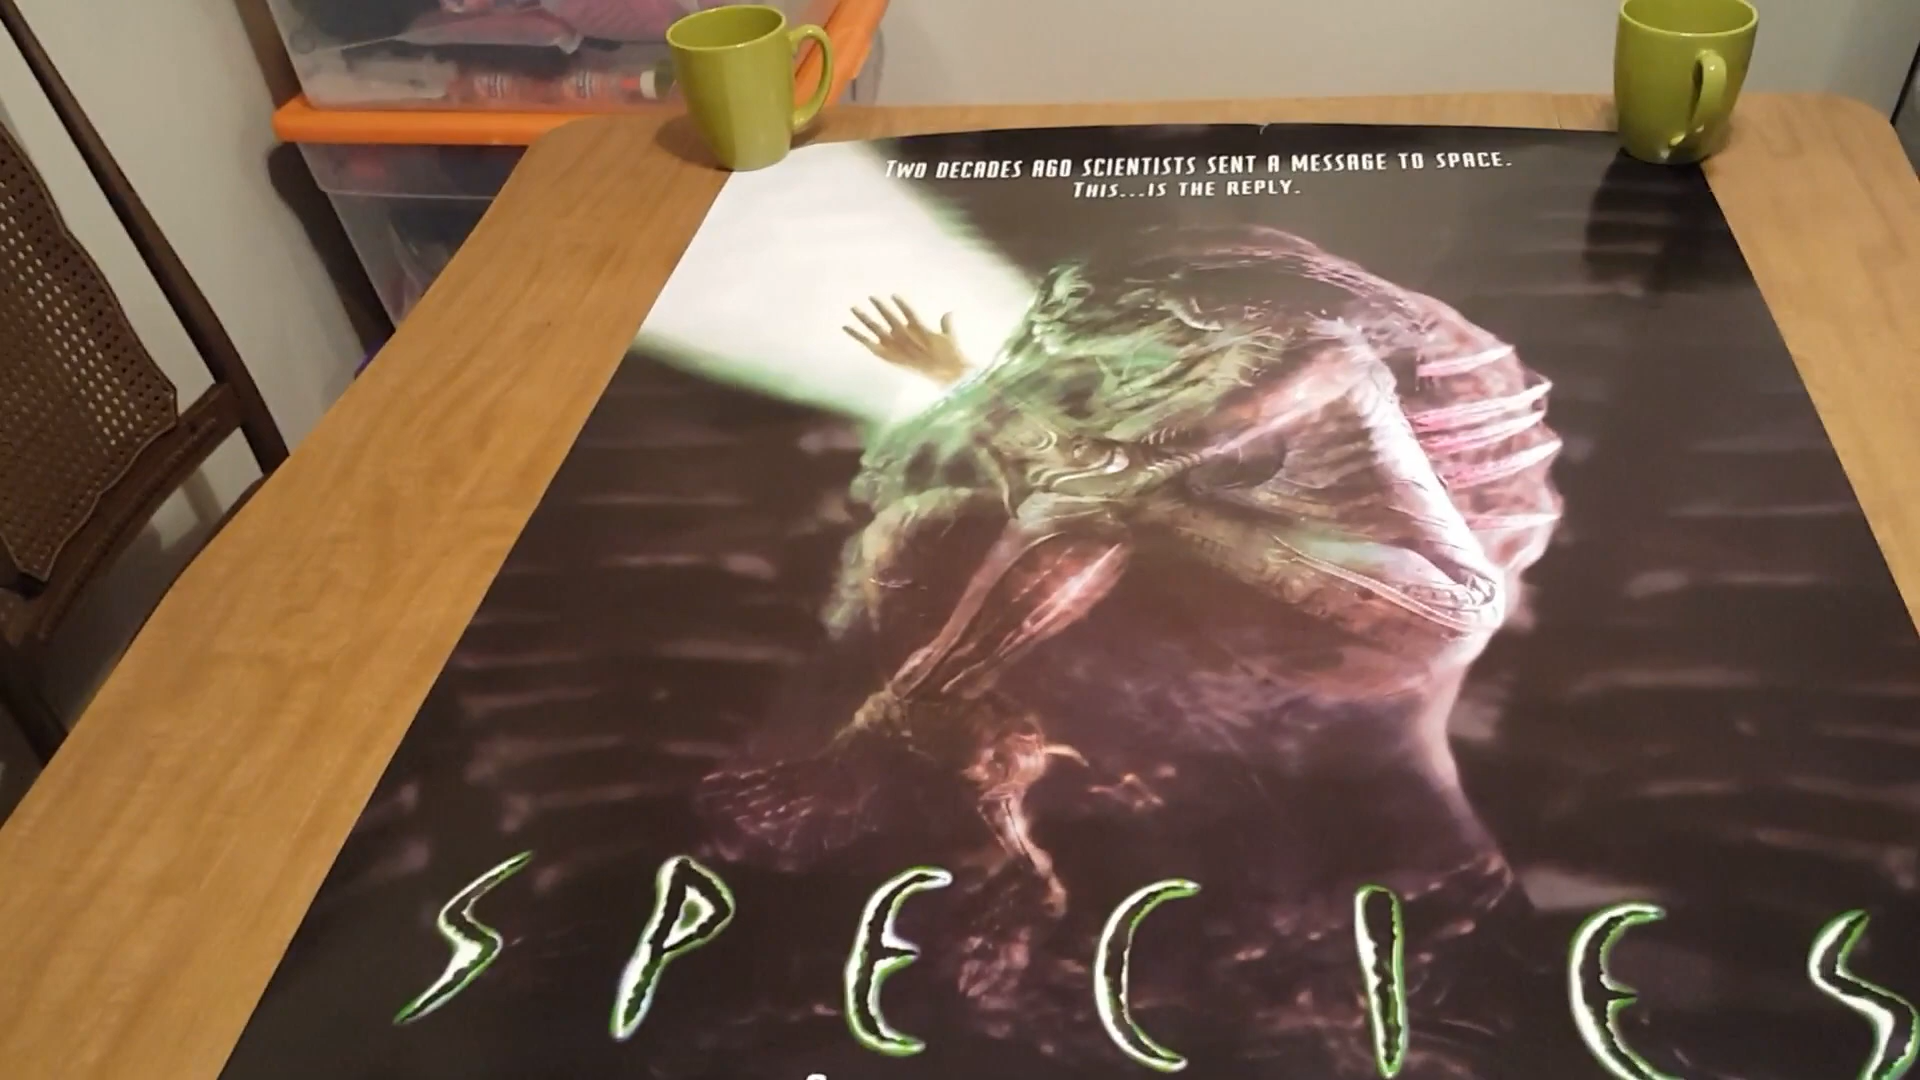 TWO DECADES AGO SCIENTISTS SENT A MESSAGE TO SPACE.
THIS...IS THE REPLY.
SPECIES